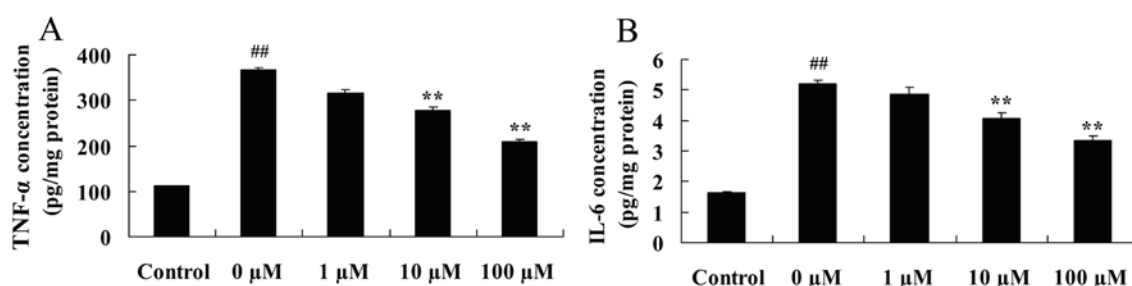 A
TNF-α concentration
(pg/mg protein)
400
300
200
100
0
##
**
**
Control 0 μM 1 μM 10 μM 100 μM
B
IL-6 concentration
(pg/mg protein)
6
5
4
3
2
1
0
##
**
**
Control 0 μM 1 μM 10 μM 100 μM